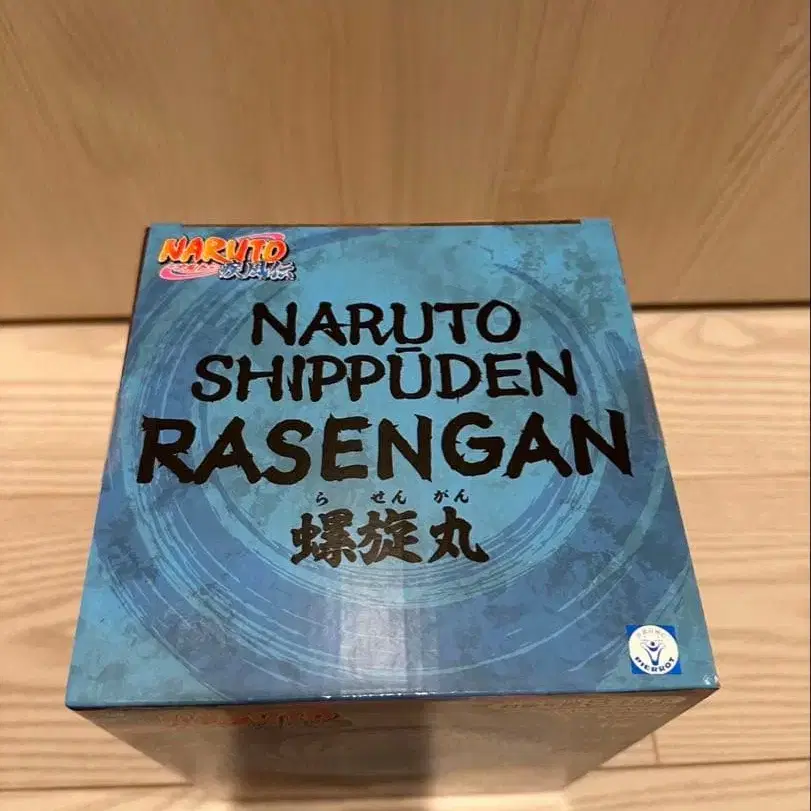 NARUTO
疾風伝
NARUTO
SHIPPŪDEN
RASENGAN
ら せん がん
螺旋丸
PIERROT